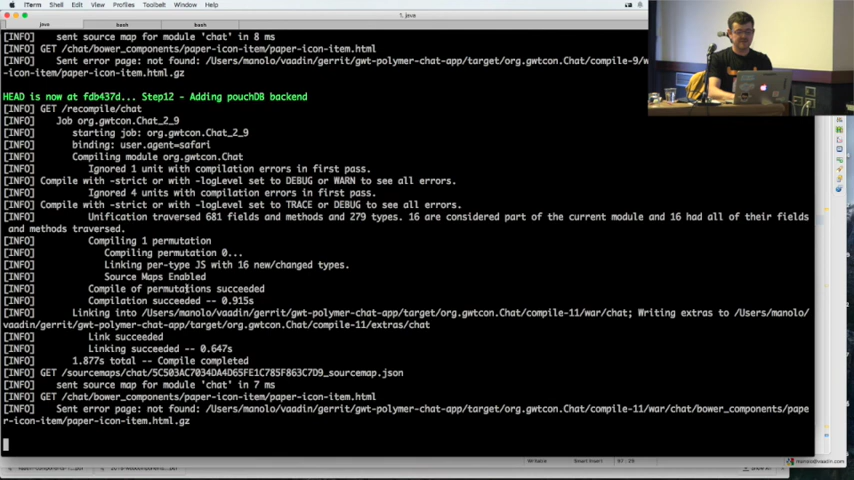 iTerm Shell Edit View Profiles Toolbelt Window Help
1. java
java bash bash
[INFO] sent source map for module 'chat' in 8 ms
[INFO] GET /chat/bower_components/paper-icon-item/paper-icon-item.html
[INFO] Sent error page: not found: /Users/manolo/vaadin/gerrit/gwt-polymer-chat-app/target/org.gwtcon.Chat/compile-9/w
-icon-item/paper-icon-item.html.gz
HEAD is now at fdb437d... Step12 - Adding pouchDB backend
[INFO] GET /recompile/chat
[INFO] Job org.gwtcon.Chat_2_9
[INFO] starting job: org.gwtcon.Chat_2_9
[INFO] binding: user.agent=safari
[INFO] Compiling module org.gwtcon.Chat
[INFO] Ignored 1 unit with compilation errors in first pass.
[INFO] Compile with -strict or with -logLevel set to DEBUG or WARN to see all errors.
[INFO] Ignored 4 units with compilation errors in first pass.
[INFO] Compile with -strict or with -logLevel set to TRACE or DEBUG to see all errors.
[INFO] Unification traversed 681 fields and methods and 279 types. 16 are considered part of the current module and 16 had all of their fields
and methods traversed.
[INFO] Compiling 1 permutation
[INFO] Compiling permutation 0...
[INFO] Linking per-type JS with 16 new/changed types.
[INFO] Source Maps Enabled
[INFO] Compile of permutations succeeded
[INFO] Compilation succeeded -- 0.915s
[INFO] Linking into /Users/manolo/vaadin/gerrit/gwt-polymer-chat-app/target/org.gwtcon.Chat/compile-11/war/chat; Writing extras to /Users/manolo/
vaadin/gerrit/gwt-polymer-chat-app/target/org.gwtcon.Chat/compile-11/extras/chat
[INFO] Link succeeded
[INFO] Linking succeeded -- 0.647s
[INFO] 1.877s total -- Compile completed
[INFO] GET /sourcemaps/chat/5C503AC7034DA4D65FE1C785F863C7D9_sourcemap.json
[INFO] sent source map for module 'chat' in 7 ms
[INFO] GET /chat/bower_components/paper-icon-item/paper-icon-item.html
[INFO] Sent error page: not found: /Users/manolo/vaadin/gerrit/gwt-polymer-chat-app/target/org.gwtcon.Chat/compile-11/war/chat/bower_components/pape
r-icon-item/paper-icon-item.html.gz
Writable Smart Insert
manolo@vaadin.com